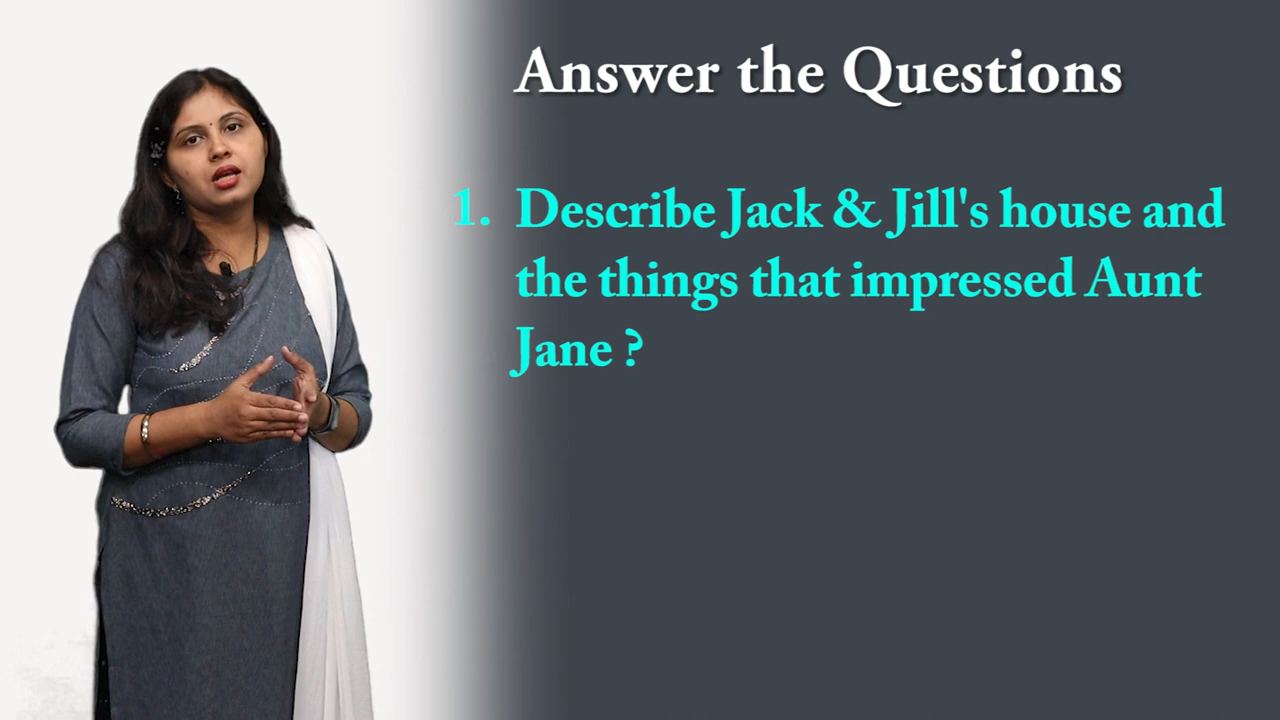 Answer the Questions
1. Describe Jack & Jill's house and
the things that impressed Aunt
Jane ?